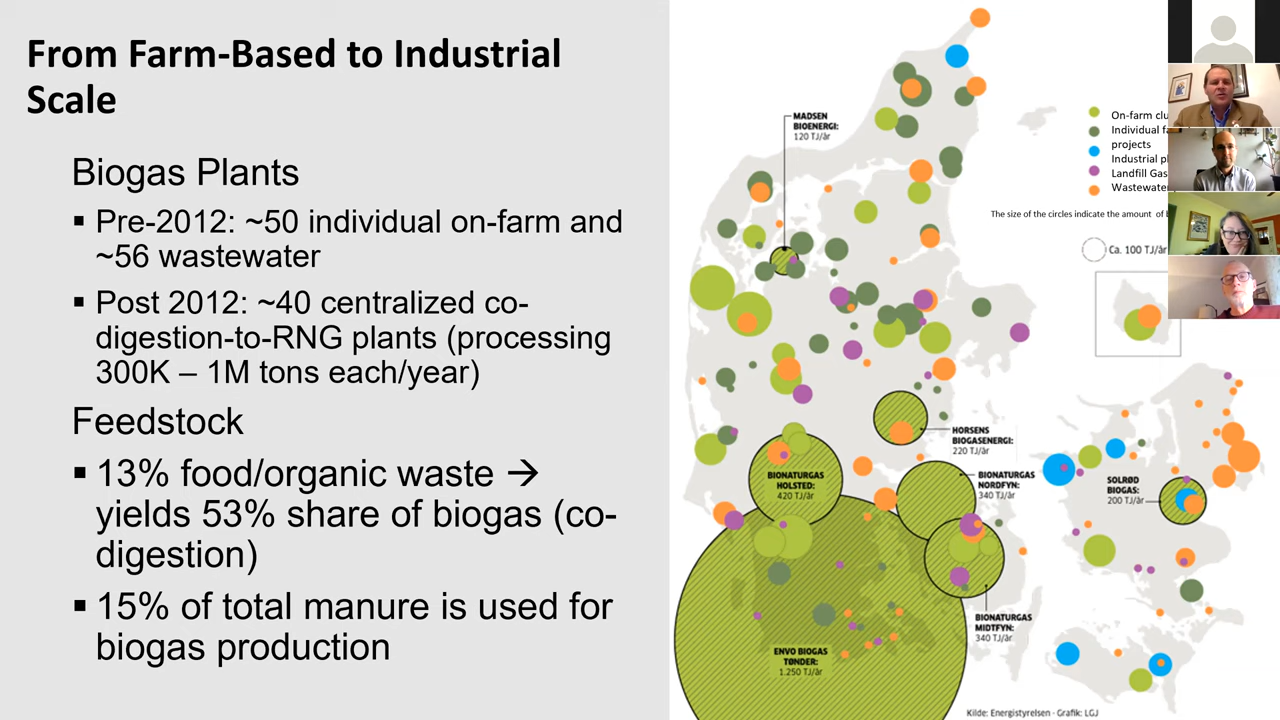 From Farm-Based to Industrial
Scale
Biogas Plants
▪ Pre-2012: ~50 individual on-farm and
~56 wastewater
▪ Post 2012: ~40 centralized co-
digestion-to-RNG plants (processing
300K – 1M tons each/year)
Feedstock
▪ 13% food/organic waste →
yields 53% share of biogas (co-
digestion)
▪ 15% of total manure is used for
biogas production
MADSEN
BIOENERGI:
120 TJ/år
On-farm
Individual
projects
Industrial
Landfill Gas
Wastewater
The size of the circles indicate the amount of
Ca. 100 TJ/år
HORSENS
BIOGASENERGI:
220 TJ/år
BIONATURGAS
HOLSTED:
420 TJ/år
BIONATURGAS
NORDFYN:
340 TJ/år
SOLRØD
BIOGAS:
200 TJ/år
BIONATURGAS
MIDTFYN:
340 TJ/år
ENVO BIOGAS
TØNDER:
1.250 TJ/år
Kilde: Energistyrelsen · Grafik: LGJ